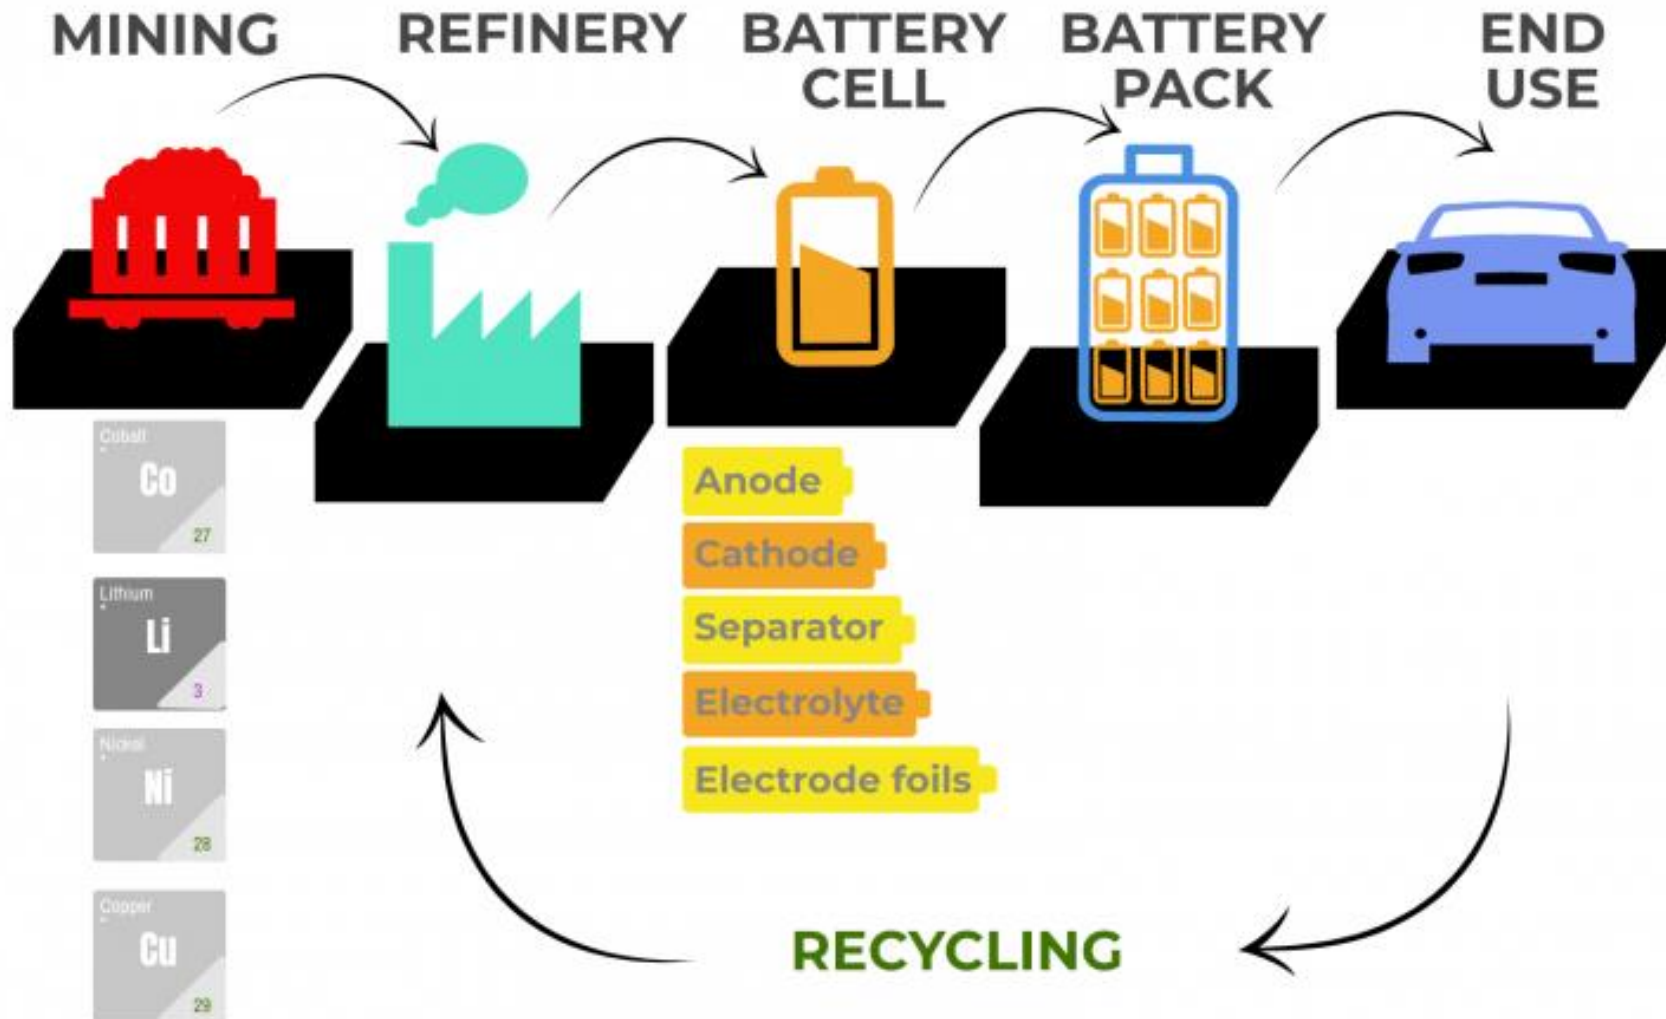 MINING
REFINERY
BATTERY
CELL
BATTERY
PACK
END
USE
Cobalt
Co
27
Lithium
Li
3
Nickel
Ni
28
Copper
Cu
29
Anode
Cathode
Separator
Electrolyte
Electrode foils
RECYCLING